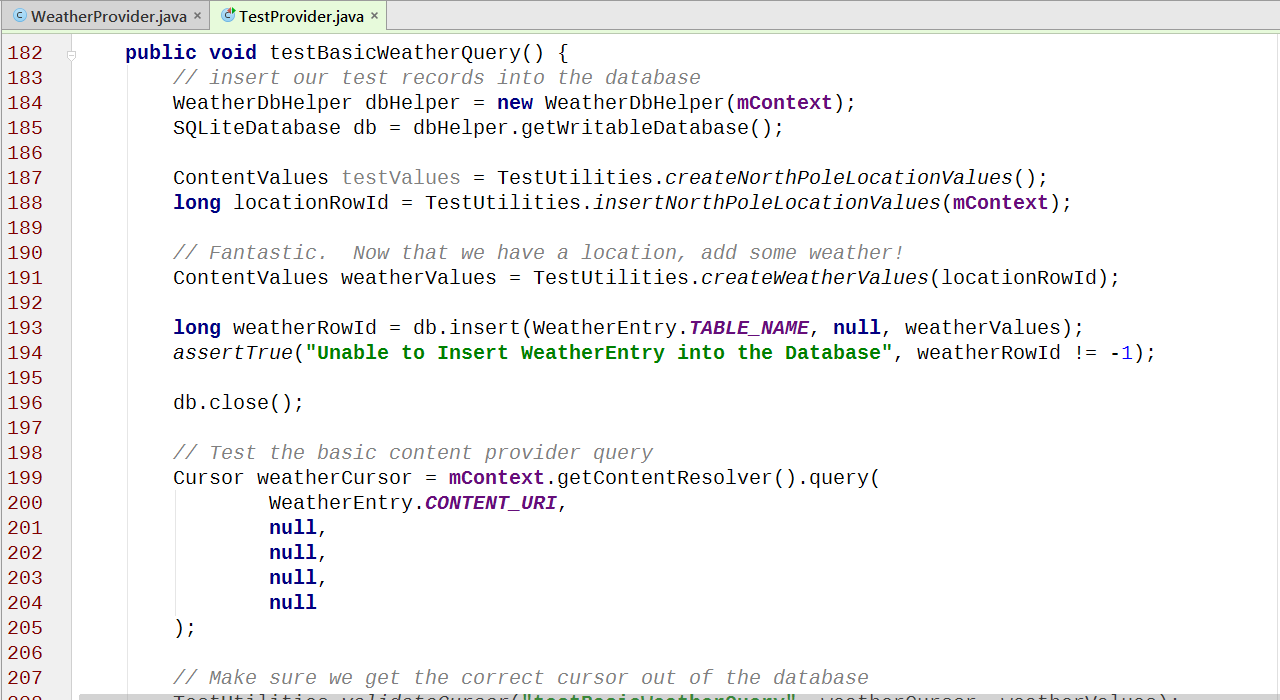 WeatherProvider.java × TestProvider.java ×
182 public void testBasicWeatherQuery() {
183 // insert our test records into the database
184 WeatherDbHelper dbHelper = new WeatherDbHelper(mContext);
185 SQLiteDatabase db = dbHelper.getWritableDatabase();
186
187 ContentValues testValues = TestUtilities.createNorthPoleLocationValues();
188 long locationRowId = TestUtilities.insertNorthPoleLocationValues(mContext);
189
190 // Fantastic.  Now that we have a location, add some weather!
191 ContentValues weatherValues = TestUtilities.createWeatherValues(locationRowId);
192
193 long weatherRowId = db.insert(WeatherEntry.TABLE_NAME, null, weatherValues);
194 assertTrue("Unable to Insert WeatherEntry into the Database", weatherRowId != -1);
195
196 db.close();
197
198 // Test the basic content provider query
199 Cursor weatherCursor = mContext.getContentResolver().query(
200 WeatherEntry.CONTENT_URI,
201 null,
202 null,
203 null,
204 null
205 );
206
207 // Make sure we get the correct cursor out of the database
208 TestUtilities.validateCursor("testBasicWeatherQuery", weatherCursor, weatherValues);